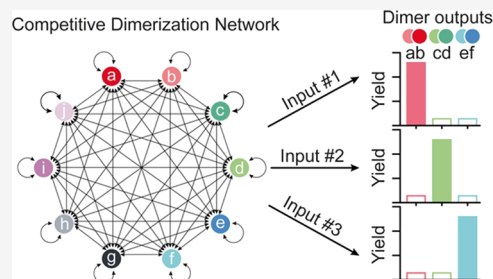 Competitive Dimerization Network
Dimer outputs
ab cd ef
a
b
j
c
i
d
h
e
g
f
Input #1
Input #2
Input #3
Yield
Yield
Yield